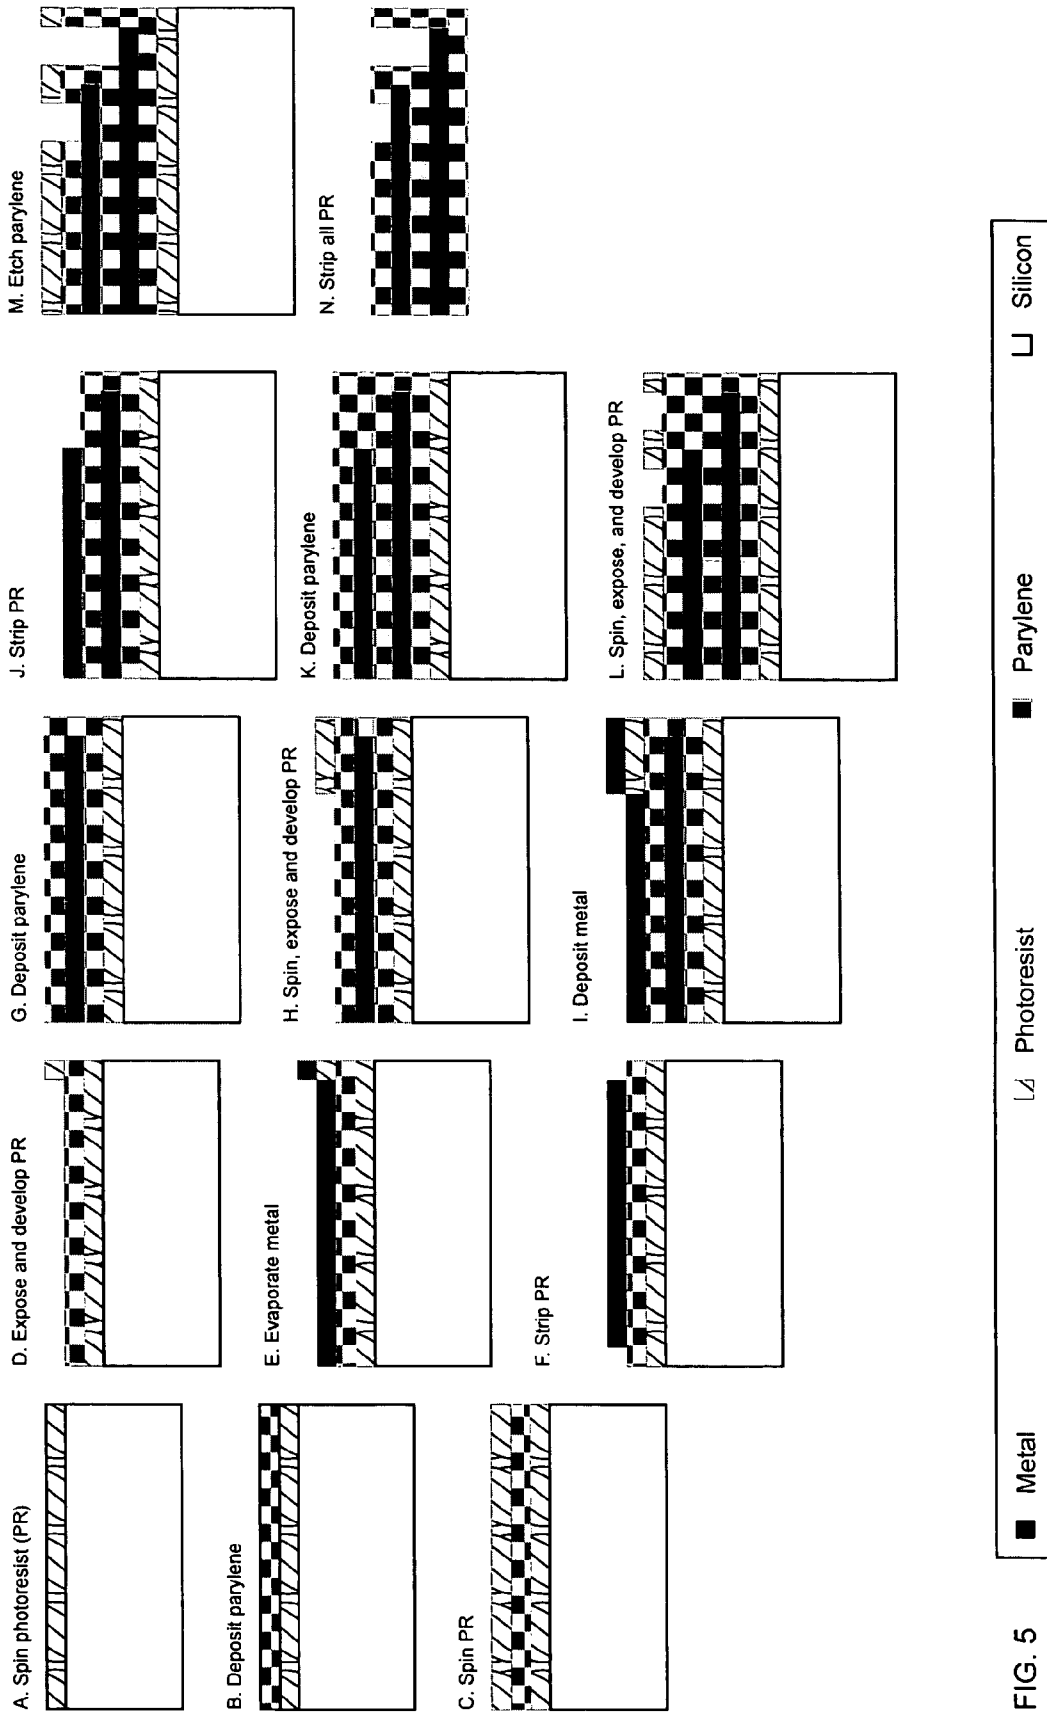 A. Spin photoresist (PR)
B. Deposit parylene
C. Spin PR
D. Expose and develop PR
E. Evaporate metal
F. Strip PR
G. Deposit parylene
H. Spin, expose and develop PR
I. Deposit metal
J. Strip PR
K. Deposit parylene
L. Spin, expose, and develop PR
M. Etch parylene
N. Strip all PR
Metal
Photoresist
Parylene
Silicon
FIG. 5